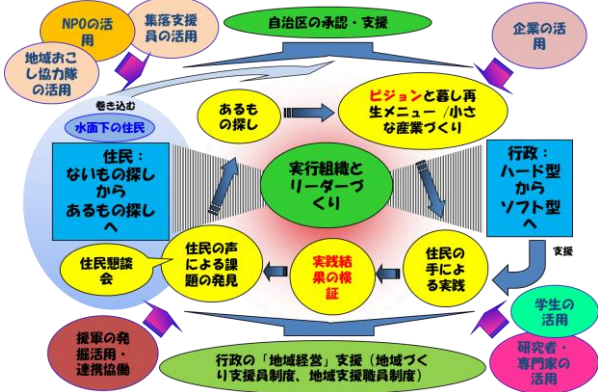 NPOの活
用
集落支援
員の活用
地域おこ
し協力隊
の活用
自治区の承認・支援
企業の活
用
巻き込む
水面下の住民
あるも
の探し
ビジョンと暮し再
生メニュー /小さ
な産業づくり
住民：
ないもの探し
から
あるもの探し
へ
実行組織と
リーダーづ
くり
行政：
ハード型
から
ソフト型
へ
支援
住民懇談
会
住民の声
による課
題の発見
実践結
果の検
証
住民の
手によ
る実践
援軍の発
掘活用・
連携協働
行政の「地域経営」支援（地域づく
り支援員制度、地域支援職員制度）
学生の
活用
研究者・
専門家の
活用